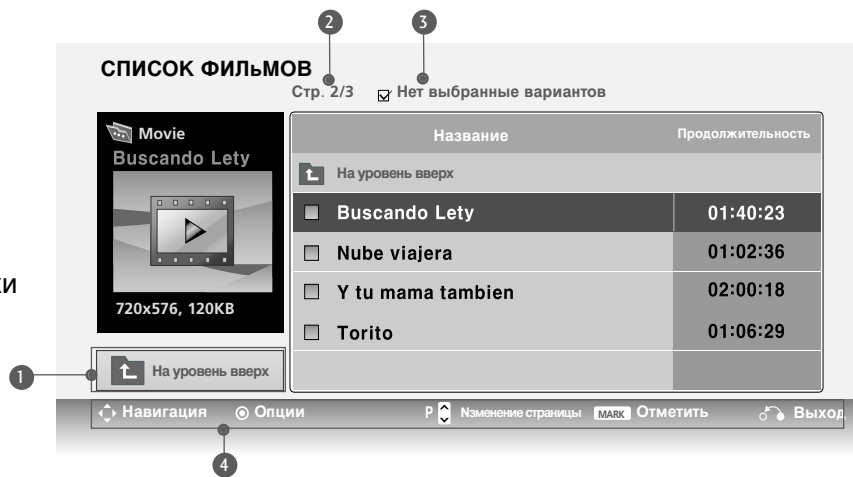 2 3
СПИСОК ФИЛЬМОВ
Стр. 2/3 Нет выбранные вариантов
Movie
Buscando Lety
720x576, 120KB
Название Продолжительность
На уровень вверх
Buscando Lety 01:40:23
Nube viajera 01:02:36
Y tu mama tambien 02:00:18
Torito 01:06:29
ки
1 На уровень вверх
Навигация Опции P Nзменение страницы MARK Отметить Выход
4